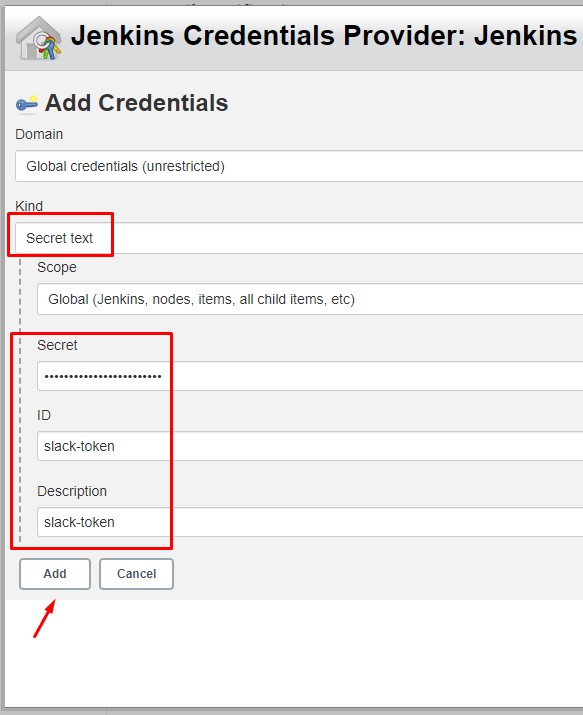 Jenkins Credentials Provider: Jenkins
Add Credentials
Domain
Global credentials (unrestricted)
Kind
Secret text
Scope
Global (Jenkins, nodes, items, all child items, etc)
Secret
••••••••••••••••••••••••
ID
slack-token
Description
slack-token
Add Cancel